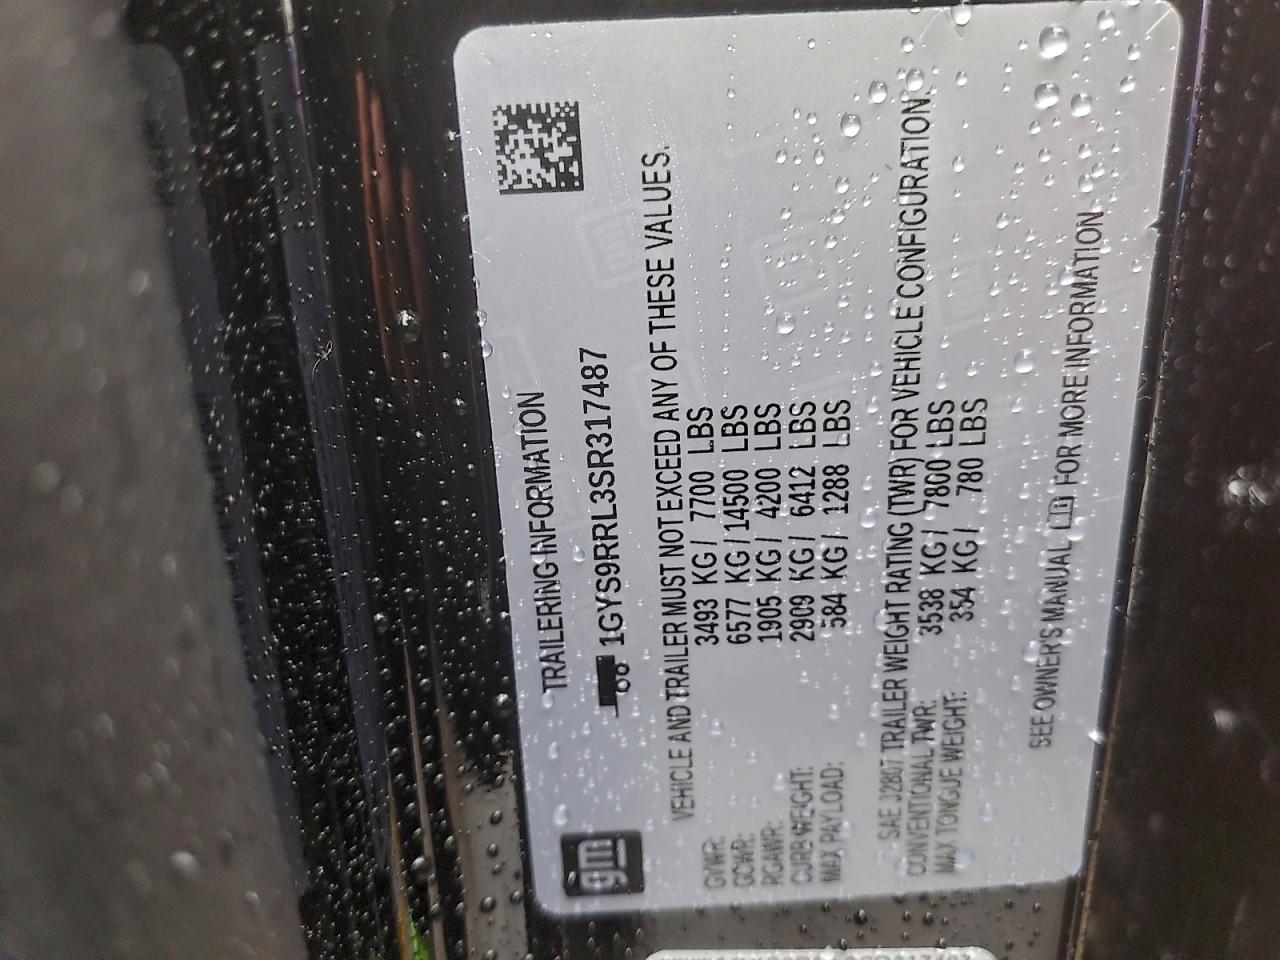 gm
TRAILERING INFORMATION
1GYS9RRL3SR317487
VEHICLE AND TRAILER MUST NOT EXCEED ANY OF THESE VALUES.
GVWR: 3493 KG / 7700 LBS
GCWR: 6577 KG / 14500 LBS
RGAWR: 1905 KG / 4200 LBS
CURB WEIGHT: 2909 KG / 6412 LBS
MAX PAYLOAD: 584 KG / 1288 LBS
SAE J2807 TRAILER WEIGHT RATING (TWR) FOR VEHICLE CONFIGURATION.
CONVENTIONAL TWR: 3538 KG / 7800 LBS
MAX TONGUE WEIGHT: 354 KG / 780 LBS
SEE OWNER'S MANUAL FOR MORE INFORMATION